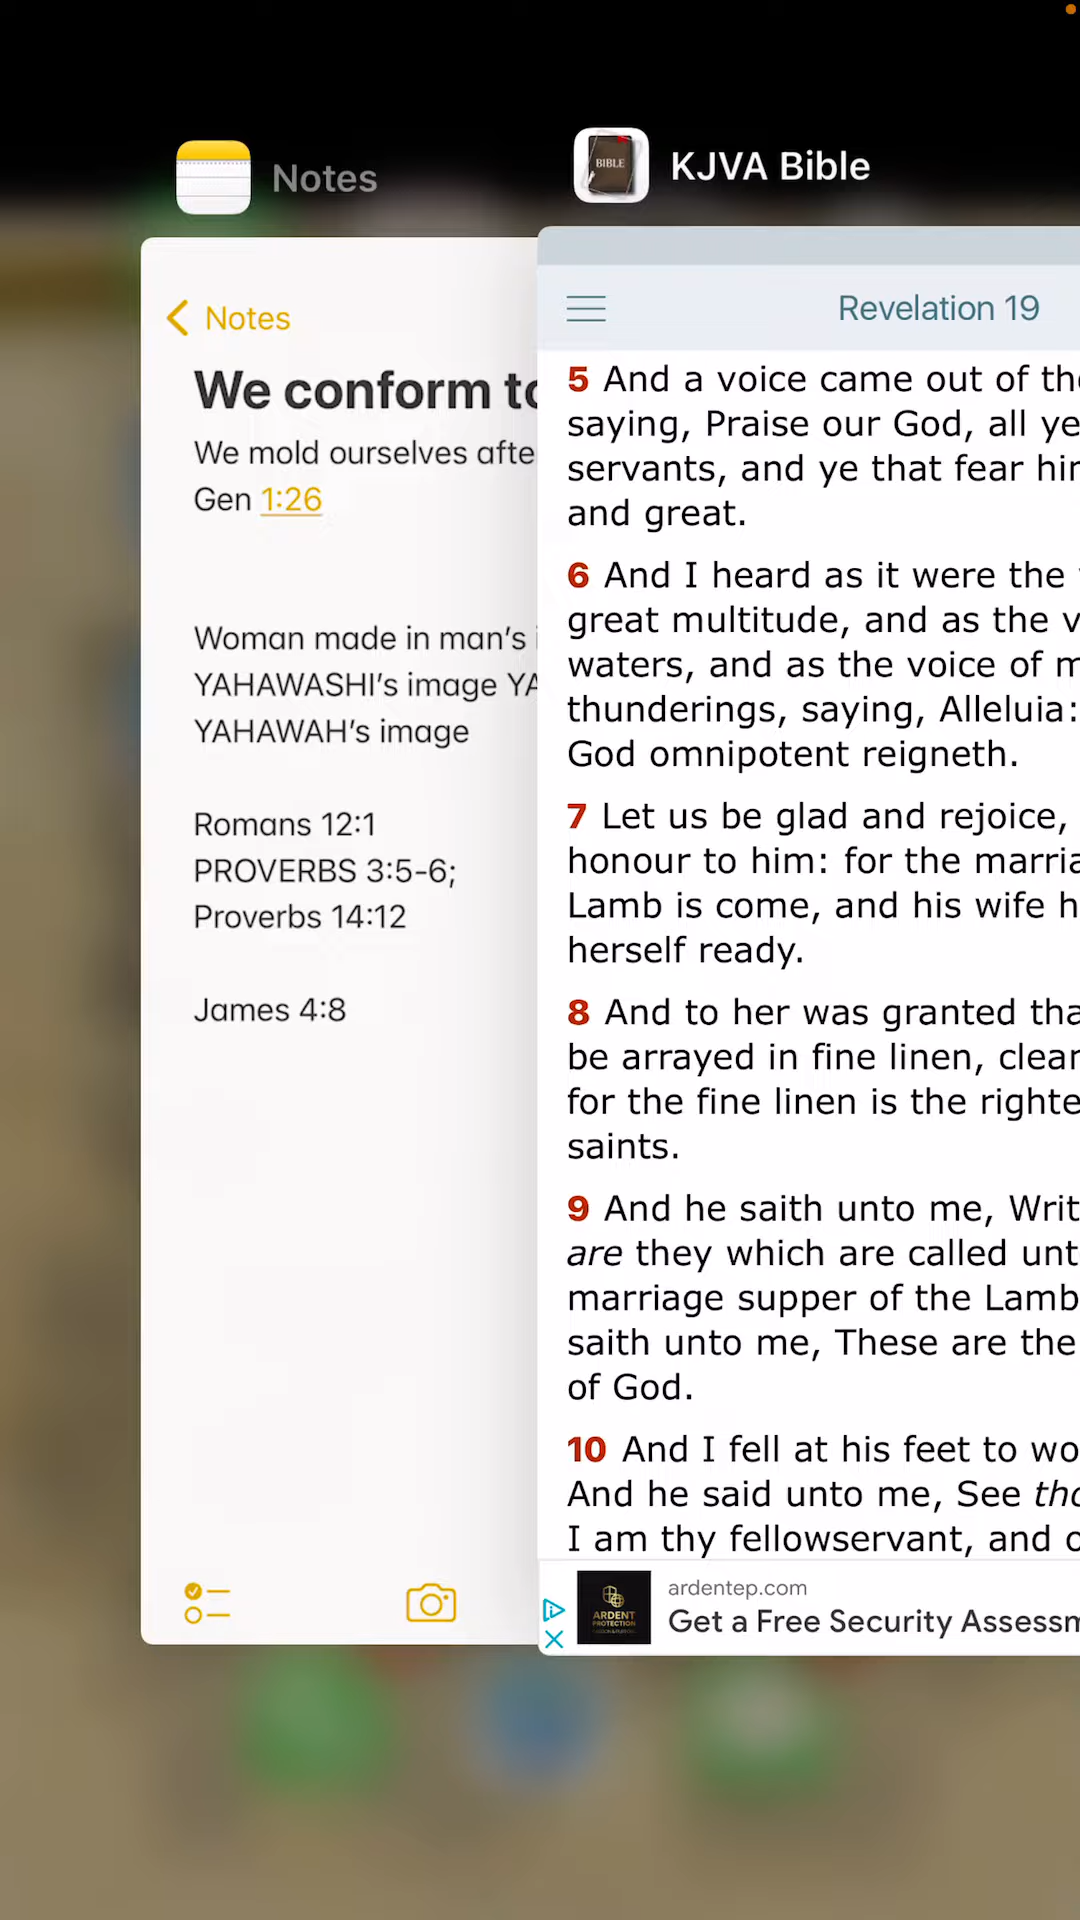 Notes
KJVA Bible
Notes
We conform to
We mold ourselves afte
Gen 1:26
Woman made in man's
YAHAWASHI's image YA
YAHAWAH's image
Romans 12:1
PROVERBS 3:5-6;
Proverbs 14:12
James 4:8
BIBLE
Revelation 19
5 And a voice came out of the
saying, Praise our God, all ye
servants, and ye that fear him
and great.
6 And I heard as it were the
great multitude, and as the v
waters, and as the voice of m
thunderings, saying, Alleluia:
God omnipotent reigneth.
7 Let us be glad and rejoice,
honour to him: for the marria
Lamb is come, and his wife h
herself ready.
8 And to her was granted tha
be arrayed in fine linen, clear
for the fine linen is the righte
saints.
9 And he saith unto me, Writ
are they which are called unt
marriage supper of the Lamb
saith unto me, These are the
of God.
10 And I fell at his feet to wo
And he said unto me, See tho
I am thy fellowservant, and o
ARDENT
PROTECTION
ardentep.com
Get a Free Security Assessm